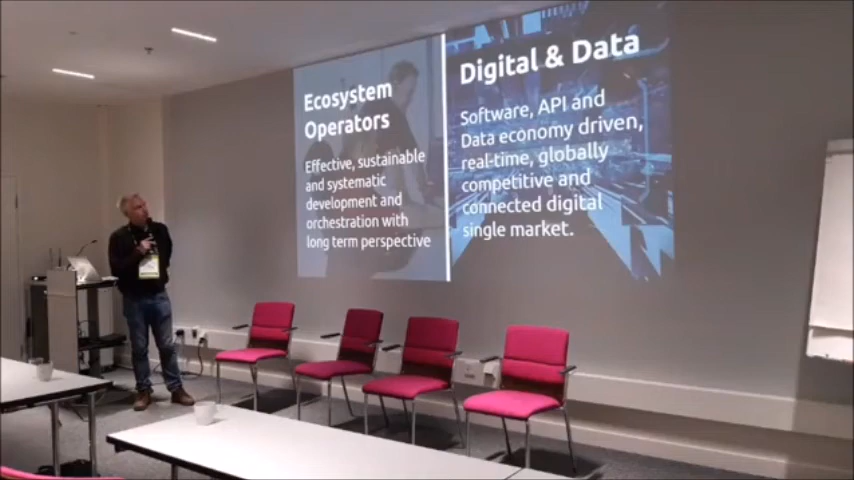 Ecosystem
Operators
Effective, sustainable
and systematic
development and
orchestration with
long term perspective
Digital & Data
Software, API and
Data economy driven,
real-time, globally
competitive and
connected digital
single market.